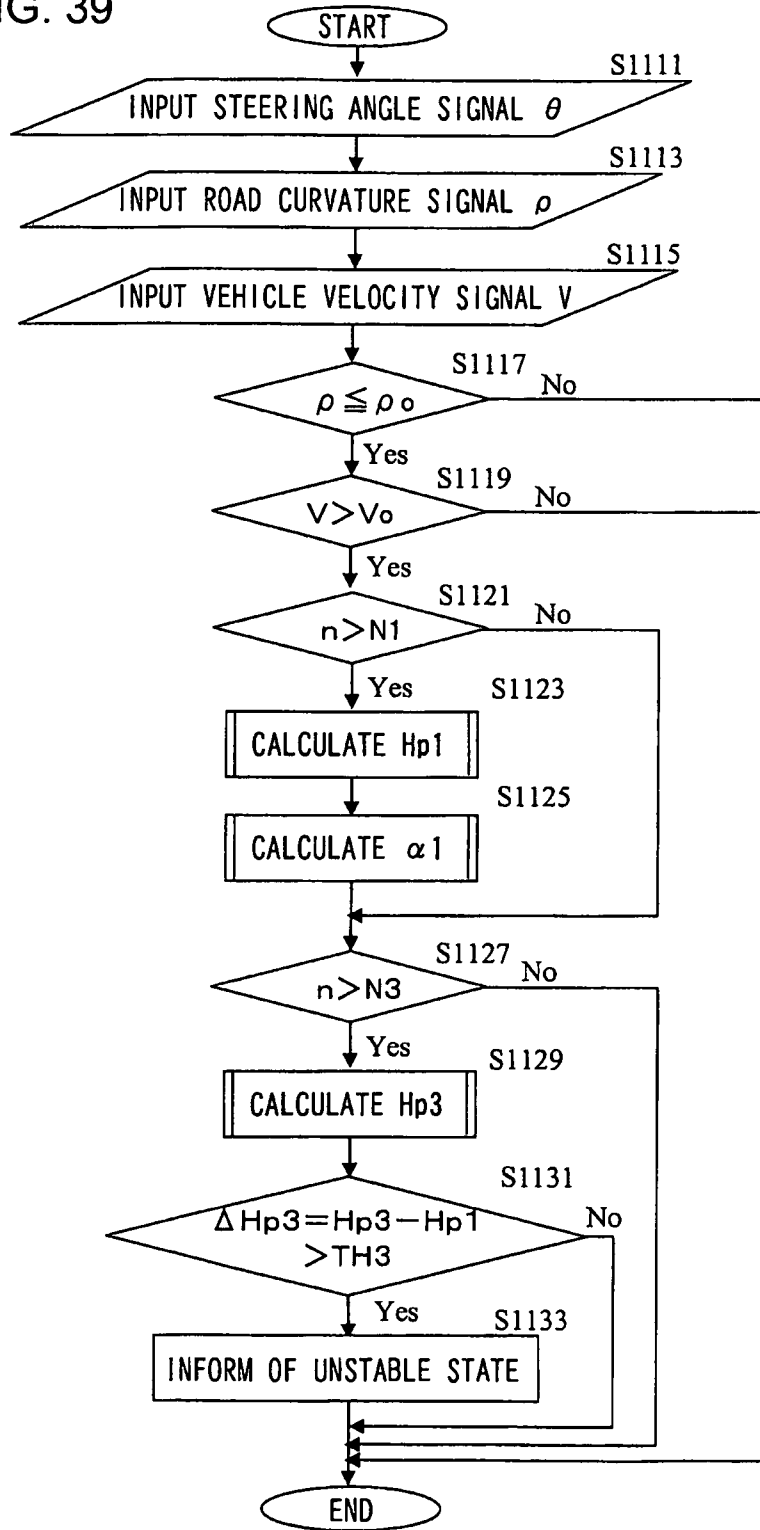 IG. 39
START
S1111
INPUT STEERING ANGLE SIGNAL θ
S1113
INPUT ROAD CURVATURE SIGNAL ρ
S1115
INPUT VEHICLE VELOCITY SIGNAL V
S1117
ρ ≦ ρo
No
Yes
S1119
V>Vo
No
Yes
S1121
n>N1
No
Yes
S1123
CALCULATE Hp1
S1125
CALCULATE α1
S1127
n>N3
No
Yes
S1129
CALCULATE Hp3
S1131
ΔHp3=Hp3-Hp1
>TH3
No
Yes
S1133
INFORM OF UNSTABLE STATE
END